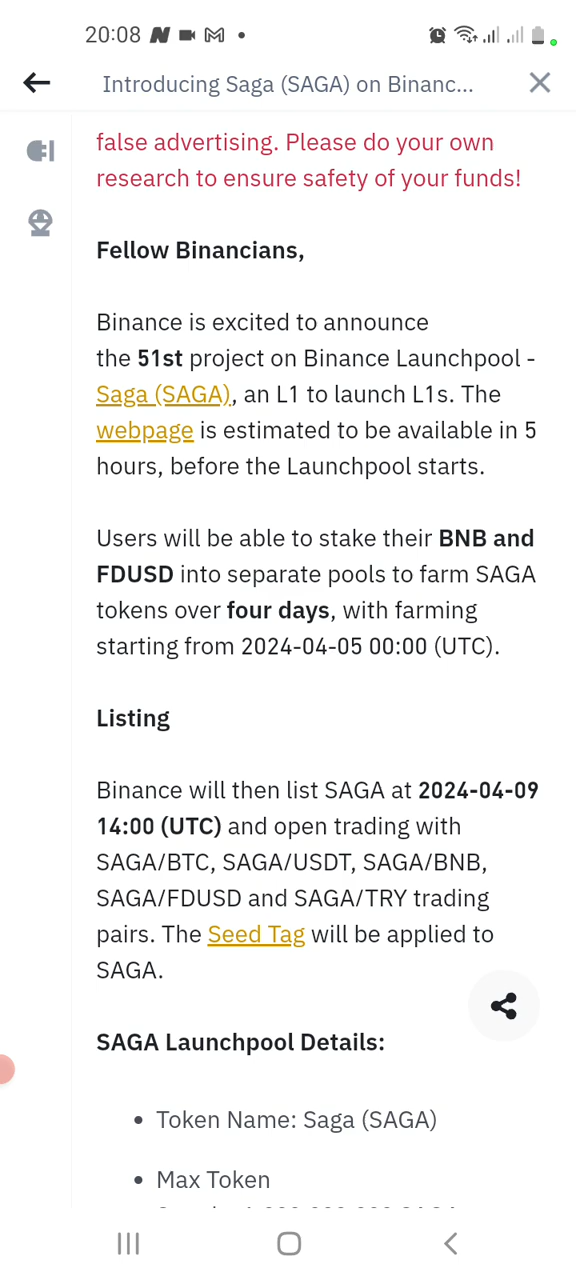 20:08
Introducing Saga (SAGA) on Binanc...
false advertising. Please do your own
research to ensure safety of your funds!
Fellow Binancians,
Binance is excited to announce
the 51st project on Binance Launchpool -
Saga (SAGA), an L1 to launch L1s. The
webpage is estimated to be available in 5
hours, before the Launchpool starts.
Users will be able to stake their BNB and
FDUSD into separate pools to farm SAGA
tokens over four days, with farming
starting from 2024-04-05 00:00 (UTC).
Listing
Binance will then list SAGA at 2024-04-09
14:00 (UTC) and open trading with
SAGA/BTC, SAGA/USDT, SAGA/BNB,
SAGA/FDUSD and SAGA/TRY trading
pairs. The Seed Tag will be applied to
SAGA.
SAGA Launchpool Details:
• Token Name: Saga (SAGA)
• Max Token